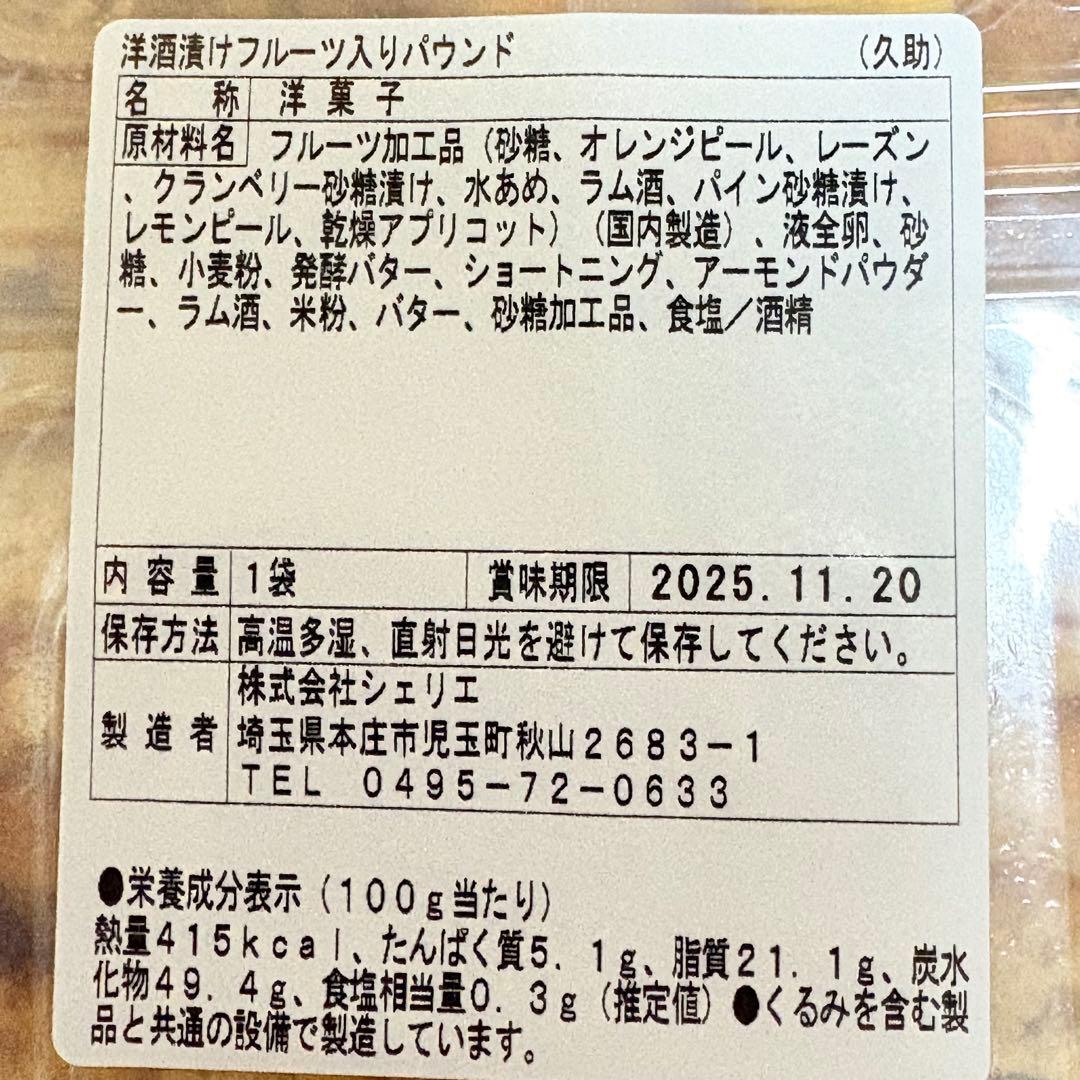 洋酒漬けフルーツ入りパウンド （久助）
名称 洋菓子
原材料名 フルーツ加工品（砂糖、オレンジピール、レーズン
、クランベリー砂糖漬け、水あめ、ラム酒、パイン砂糖漬け、
レモンピール、乾燥アプリコット）（国内製造）、液全卵、砂
糖、小麦粉、発酵バター、ショートニング、アーモンドパウダ
ー、ラム酒、米粉、バター、砂糖加工品、食塩／酒精
内容量 1袋 賞味期限 2025.11.20
保存方法 高温多湿、直射日光を避けて保存してください。
製造者 株式会社シェリエ
埼玉県本庄市児玉町秋山２６８３－１
ＴＥＬ ０４９５－７２－０６３３
●栄養成分表示（１００ｇ当たり）
熱量４１５ｋｃａｌ、たんぱく質５．１ｇ、脂質２１．１ｇ、炭水
化物４９．４ｇ、食塩相当量０．３ｇ（推定値）●くるみを含む製
品と共通の設備で製造しています。